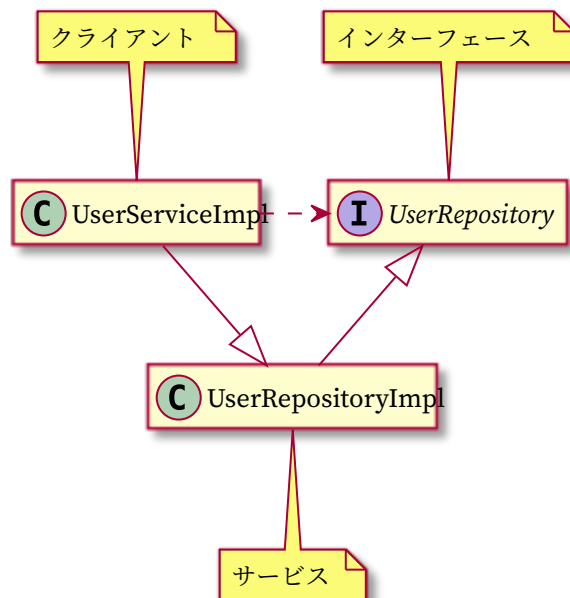 クライアント
インターフェース
C UserServiceImpl
I UserRepository
C UserRepositoryImpl
サービス